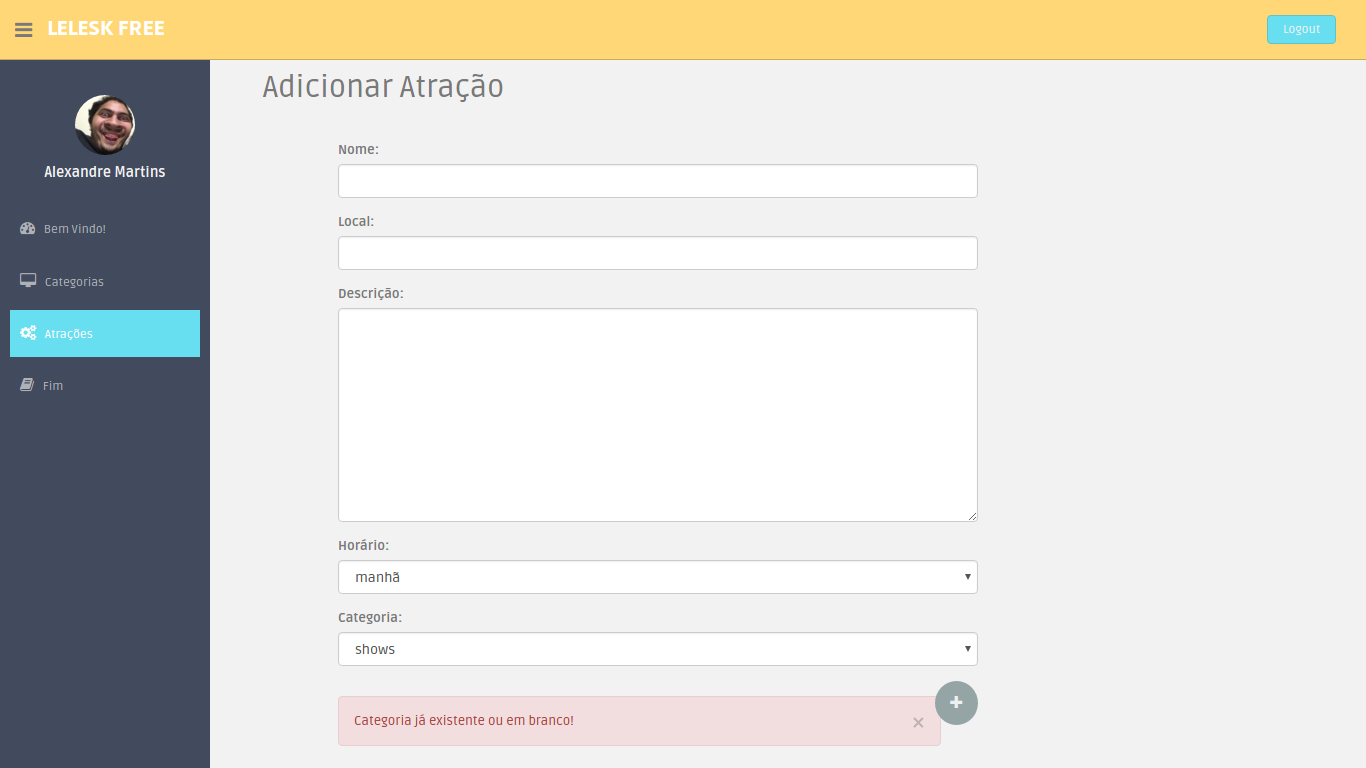 LELESK FREE
Logout
Alexandre Martins
Bem Vindo!
Categorias
Atrações
Fim
Adicionar Atração
Nome:
Local:
Descrição:
Horário:
manhã
Categoria:
shows
Categoria já existente ou em branco!